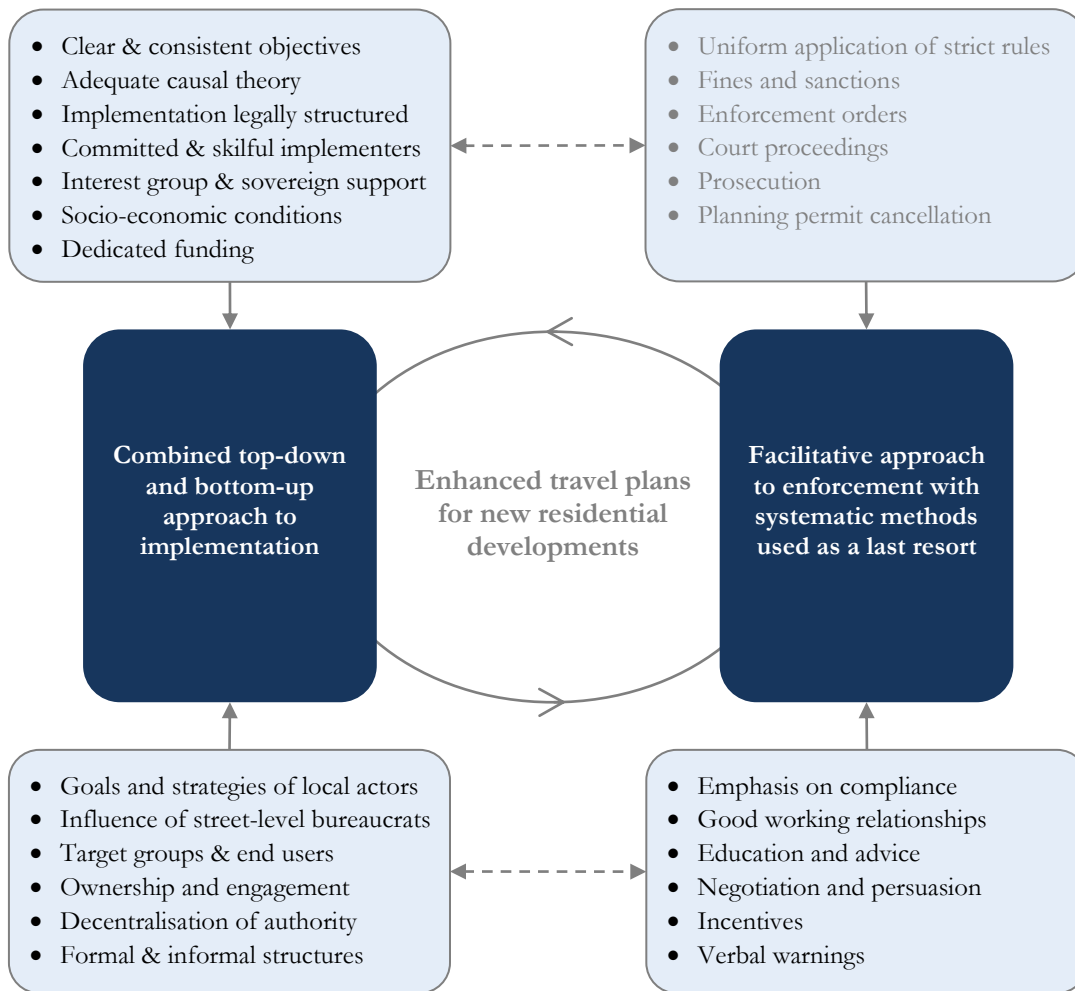 • Clear & consistent objectives
• Adequate causal theory
• Implementation legally structured
• Committed & skilful implementers
• Interest group & sovereign support
• Socio-economic conditions
• Dedicated funding
• Uniform application of strict rules
• Fines and sanctions
• Enforcement orders
• Court proceedings
• Prosecution
• Planning permit cancellation
Combined top-down
and bottom-up
approach to
implementation
Enhanced travel plans
for new residential
developments
Facilitative approach
to enforcement with
systematic methods
used as a last resort
• Goals and strategies of local actors
• Influence of street-level bureaucrats
• Target groups & end users
• Ownership and engagement
• Decentralisation of authority
• Formal & informal structures
• Emphasis on compliance
• Good working relationships
• Education and advice
• Negotiation and persuasion
• Incentives
• Verbal warnings